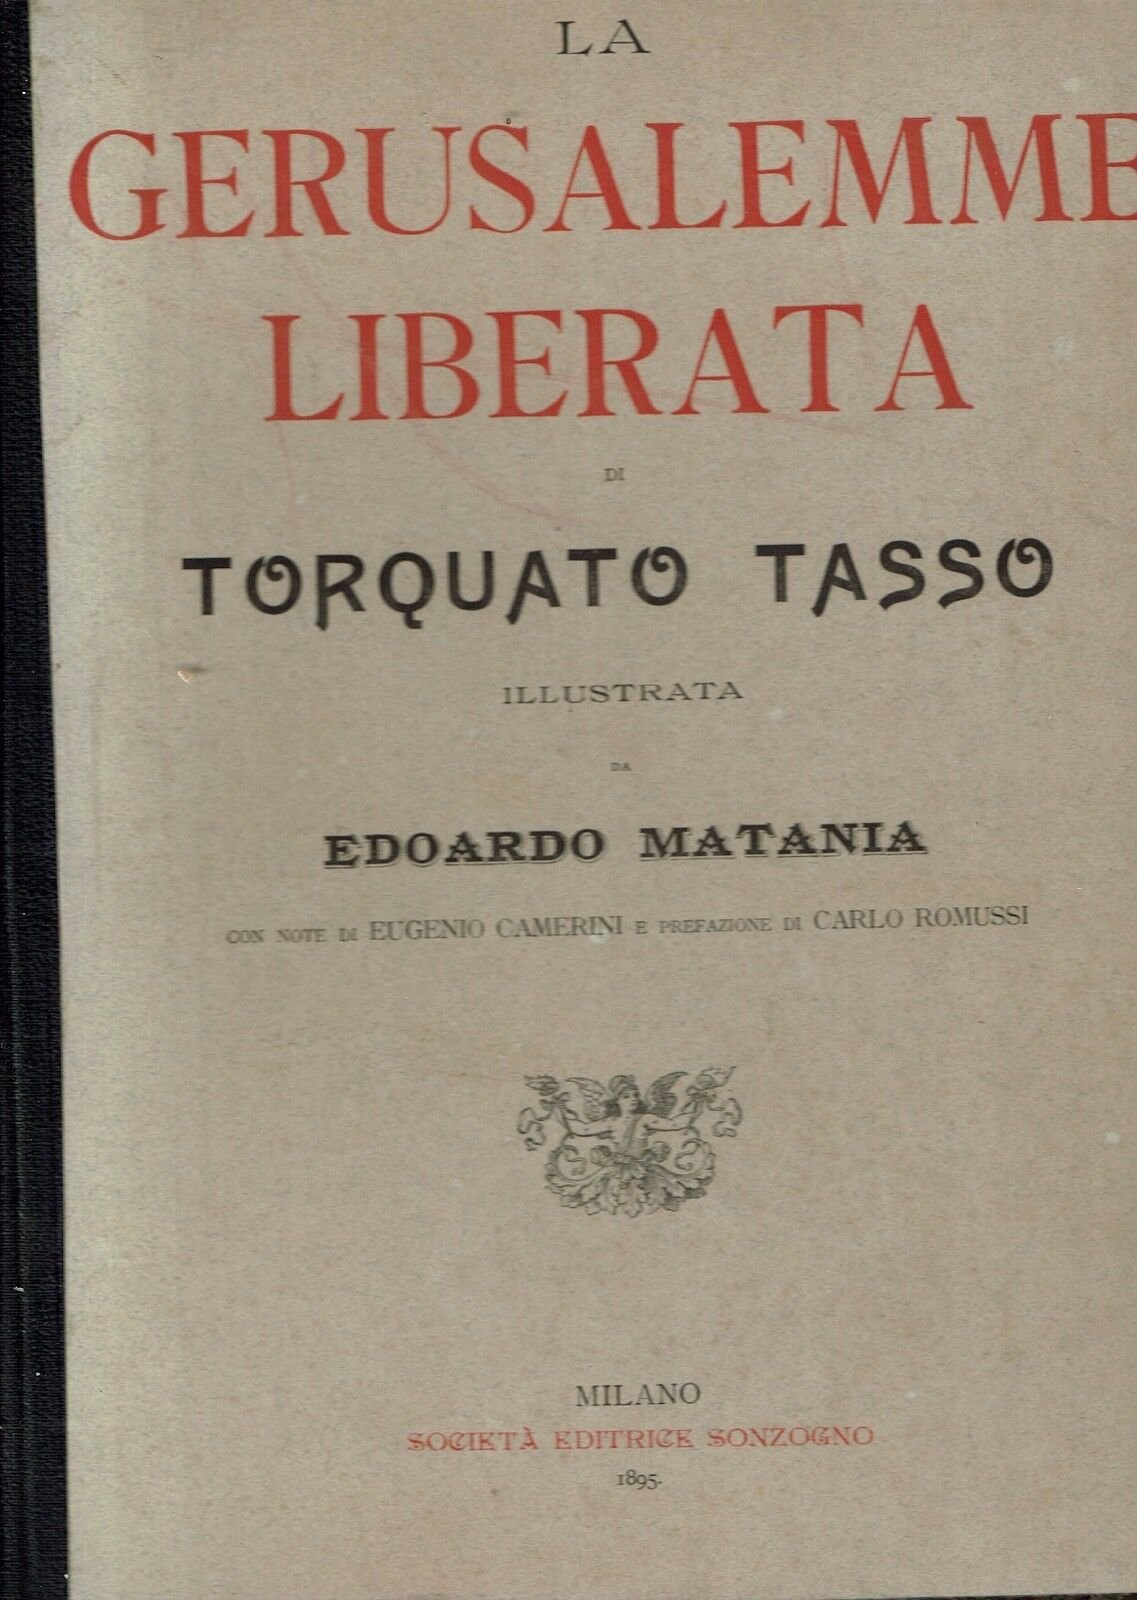 LA
GERUSALEMME
LIBERATA
DI
TORQUATO TASSO
ILLUSTRATA
DA
EDOARDO MATANIA
CON NOTE DI EUGENIO CAMERINI E PREFAZIONE DI CARLO ROMUSSI
MILANO
SOCIETÀ EDITRICE SONZOGNO
1895.